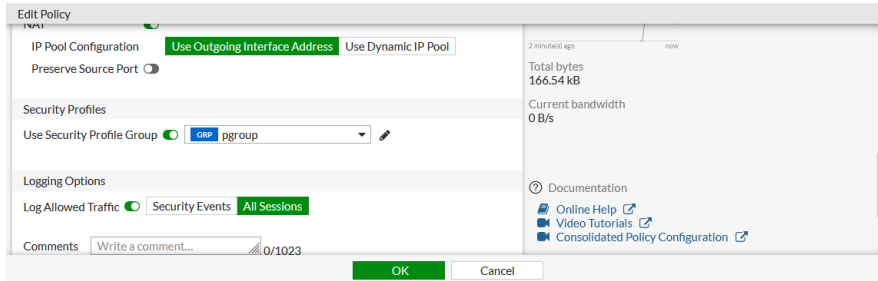 Edit Policy
NAT
IP Pool Configuration Use Outgoing Interface Address Use Dynamic IP Pool
Preserve Source Port
Security Profiles
Use Security Profile Group GRP pgroup
Logging Options
Log Allowed Traffic Security Events All Sessions
Comments Write a comment... 0/1023
2 minute(s) ago now
Total bytes
166.54 kB
Current bandwidth
0 B/s
Documentation
Online Help
Video Tutorials
Consolidated Policy Configuration
OK Cancel